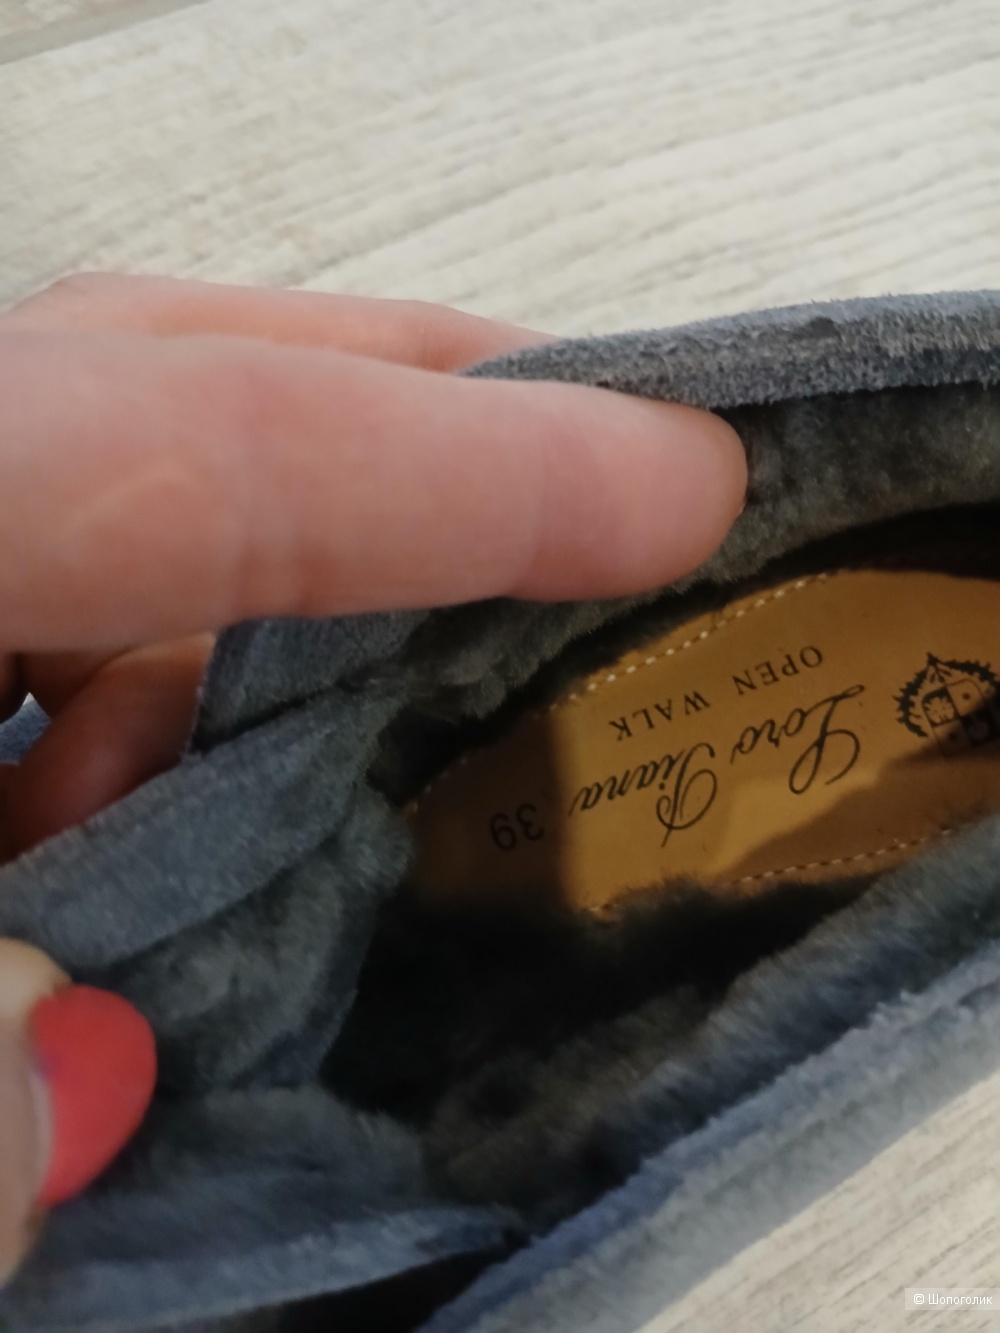 OPEN WALK
Loro Piana
39
© Шопоголик